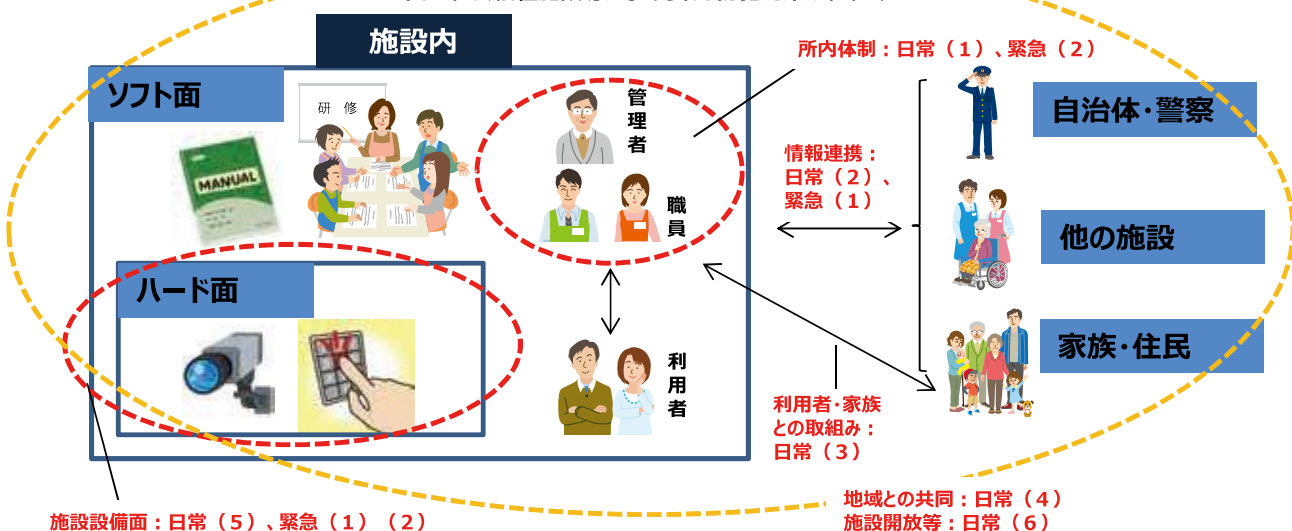 施設内
所内体制：日常（1）、緊急（2）
ソフト面
研 修
MANUAL
管理者
職員
自治体・警察
情報連携：
日常（2）、
緊急（1）
他の施設
ハード面
利用者
家族・住民
利用者・家族
との取組み：
日常（3）
地域との共同：日常（4）
施設開放等：日常（6）
施設設備面：日常（5）、緊急（1）（2）